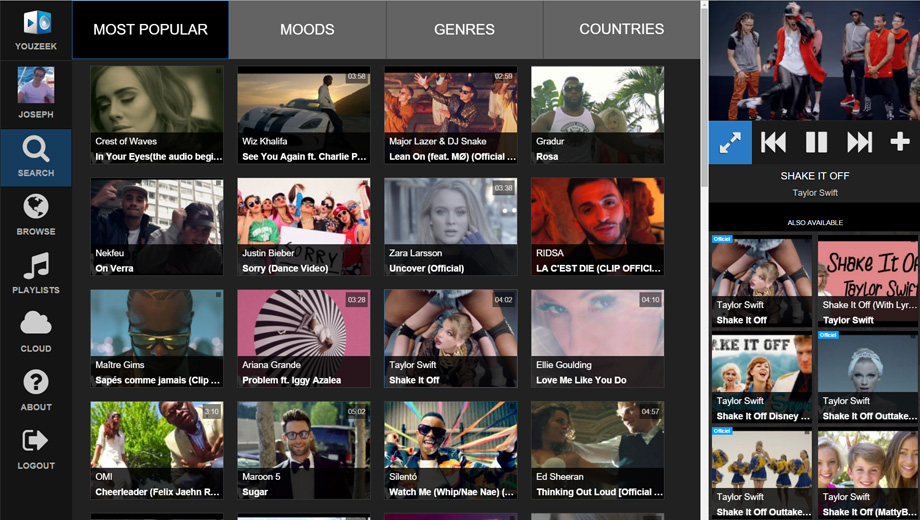 YOUZEEK
JOSEPH
SEARCH
BROWSE
PLAYLISTS
CLOUD
ABOUT
LOGOUT
MOST POPULAR
MOODS
GENRES
COUNTRIES
Crest of Waves
In Your Eyes(the audio begi...
03:58
Wiz Khalifa
See You Again ft. Charlie P...
02:59
Major Lazer & DJ Snake
Lean On (feat. MØ) (Official ...
Gradur
Rosa
Nekfeu
On Verra
SORRY
Justin Bieber
Sorry (Dance Video)
03:38
Zara Larsson
Uncover (Official)
RIDSA
LA C'EST DIE (CLIP OFFICI...
Maître Gims
Sapés comme jamais (Clip ...
03:28
Ariana Grande
Problem ft. Iggy Azalea
04:02
Taylor Swift
Shake It Off
04:10
Ellie Goulding
Love Me Like You Do
3:10
OMI
Cheerleader (Felix Jaehn R...
05:02
Maroon 5
Sugar
Silentó
Watch Me (Whip/Nae Nae) (...
04:57
Ed Sheeran
Thinking Out Loud [Official ...
SHAKE IT OFF
Taylor Swift
ALSO AVAILABLE
Officiel
Taylor Swift
Shake It Off
Shake It Of
Taylor Swift
Shake It Off (With Lyr...
Taylor Swift
AKE IT OFF
Taylor Swift
Shake It Off Disney ...
Officiel
Taylor Swift
Shake It Off Outtake...
Officiel
Taylor Swift
Shake It Off Outtake...
Taylor Swift
Shake It Off (MattyB...